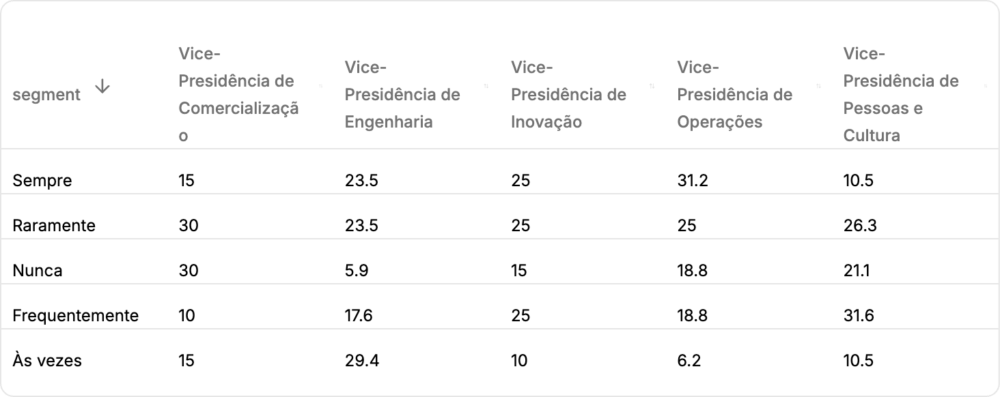 segment
Vice-
Presidência de
Comercializaçã
o
Vice-
Presidência de
Engenharia
Vice-
Presidência de
Inovação
Vice-
Presidência de
Operações
Vice-
Presidência de
Pessoas e
Cultura
Sempre 15 23.5 25 31.2 10.5
Raramente 30 23.5 25 25 26.3
Nunca 30 5.9 15 18.8 21.1
Frequentemente 10 17.6 25 18.8 31.6
Às vezes 15 29.4 10 6.2 10.5